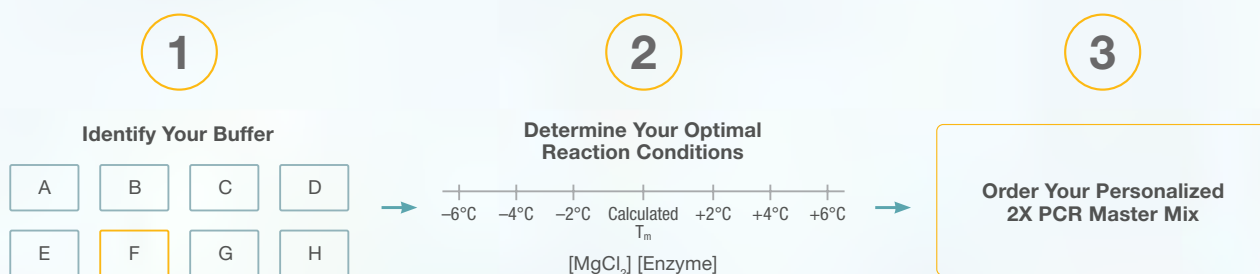 1
2
3
Identify Your Buffer
A B C D
E F G H
Determine Your Optimal
Reaction Conditions
–6°C –4°C –2°C Calculated +2°C +4°C +6°C
Tm
[MgCl2] [Enzyme]
Order Your Personalized
2X PCR Master Mix